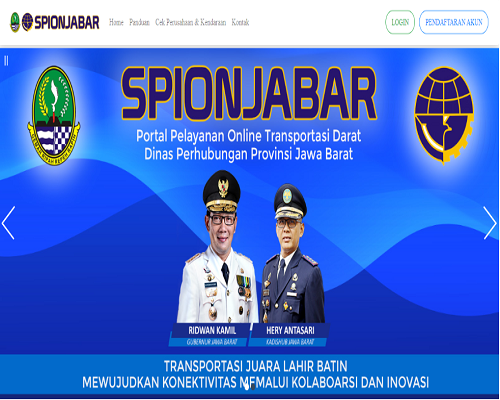 SPIONJABAR
Home Panduan Cek Perusahaan & Kendaraan Kontak
LOGIN
PENDAFTARAN AKUN
SPIONJABAR
Portal Pelayanan Online Transportasi Darat
Dinas Perhubungan Provinsi Jawa Barat
RIDWAN KAMIL
GUBERNUR JAWA BARAT
HERY ANTASARI
KADISHUB JAWA BARAT
TRANSPORTASI JUARA LAHIR BATIN
MEWUJUDKAN KONEKTIVITAS MEMALUI KOLABOARSI DAN INOVASI